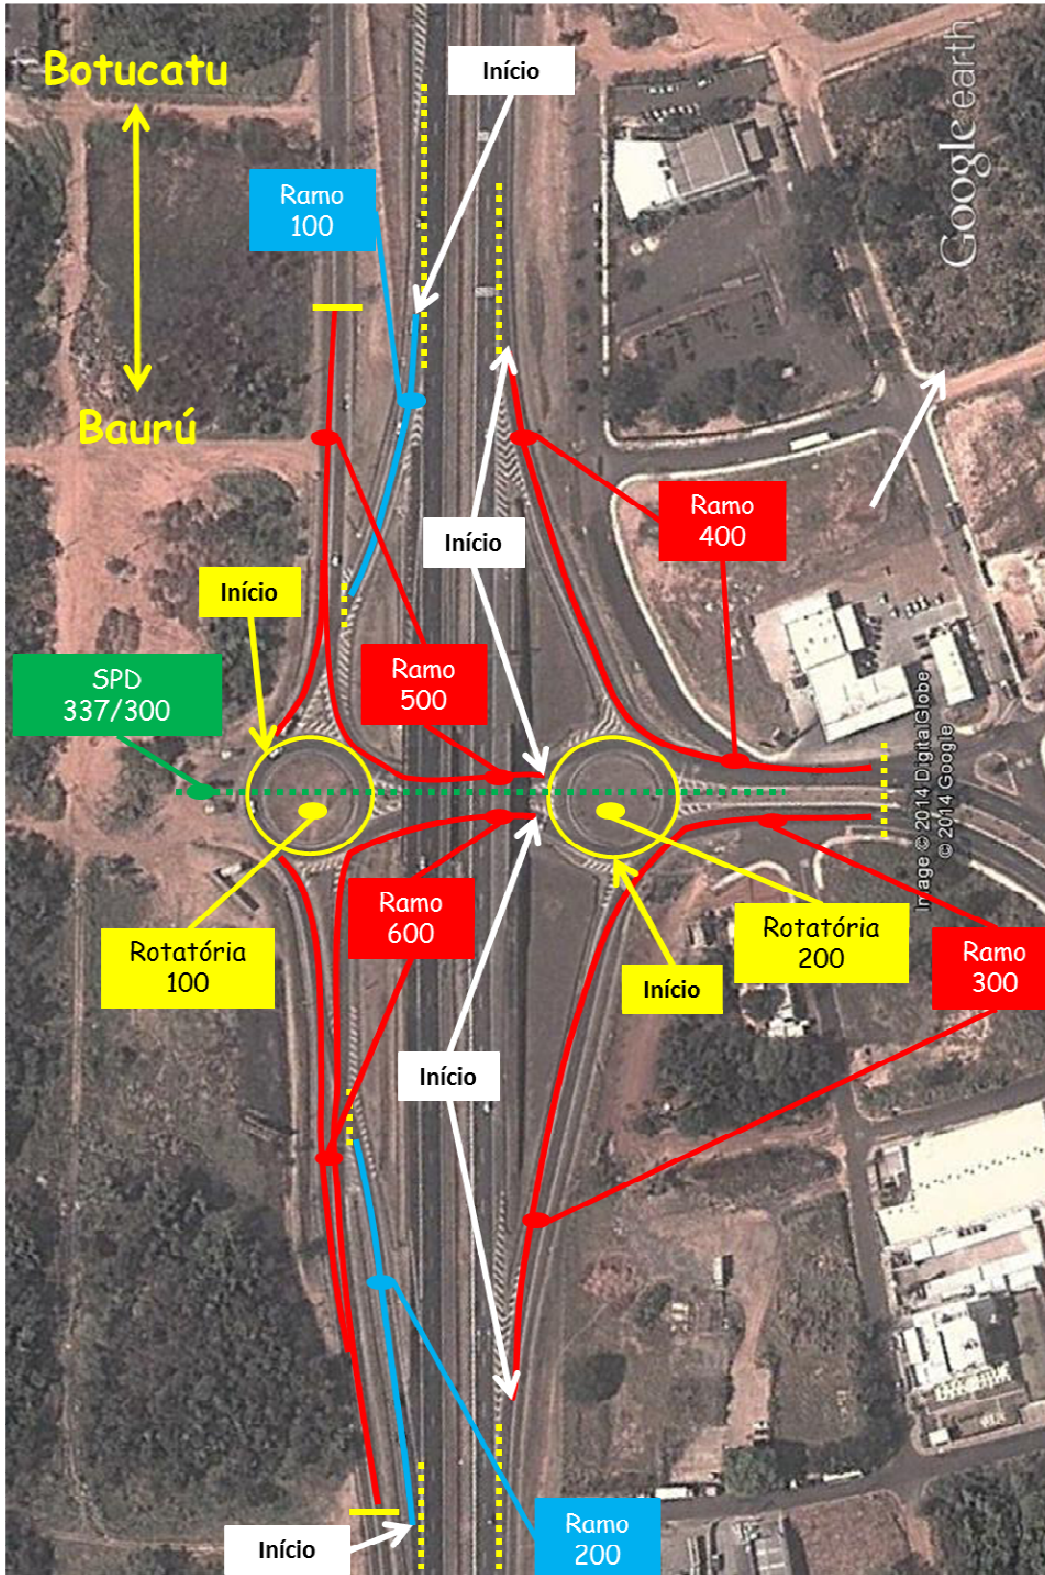 Botucatu
Início
Google earth
Ramo
100
Baurú
Ramo
400
Início
Início
SPD
337/300
Ramo
500
Image © 2014 DigitalGlobe
© 2014 Google
Ramo
600
Rotatória
100
Rotatória
200
Ramo
300
Início
Início
Ramo
200
Início